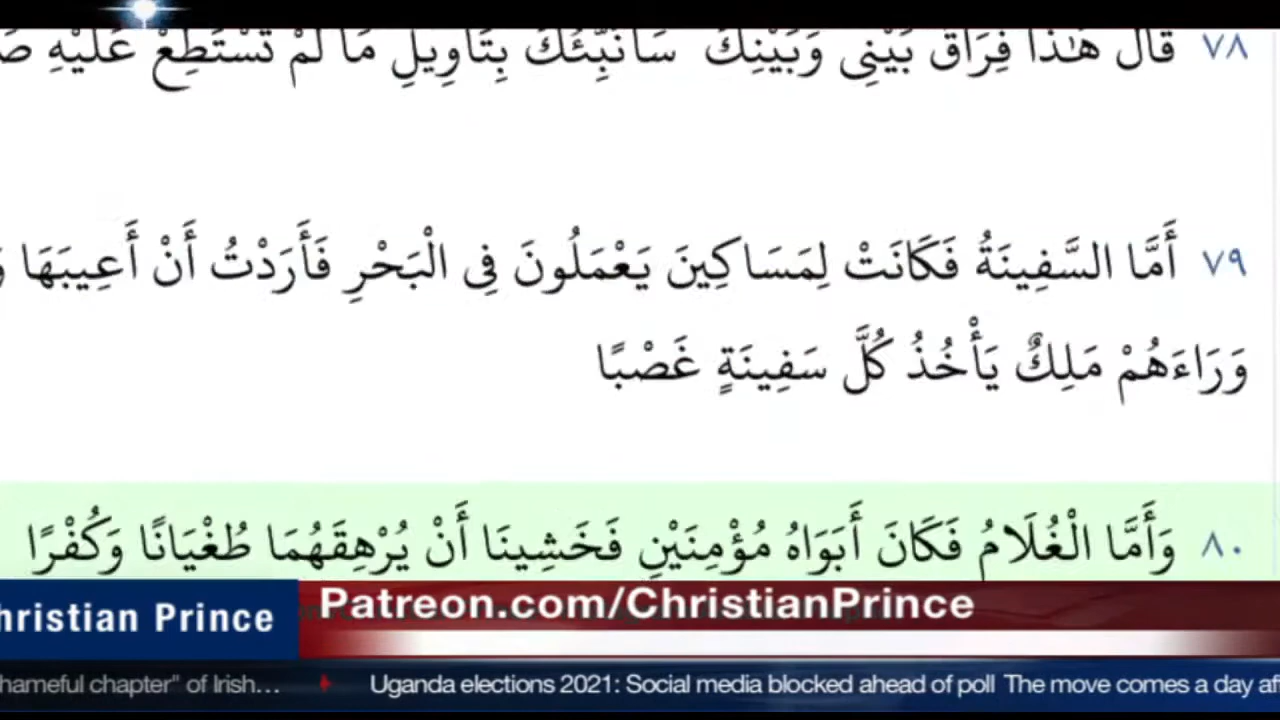 ٧٨ قَالَ هَٰذَا فِرَاقُ بَيْنِى وَبَيْنِكَ سَأُنَبِّئُكَ بِتَأْوِيلِ مَا لَمْ تَسْتَطِعْ عَلَيْهِ
٧٩ أَمَّا السَّفِينَةُ فَكَانَتْ لِمَسَاكِينَ يَعْمَلُونَ فِى الْبَحْرِ فَأَرَدْتُ أَنْ أَعِيبَهَا
وَرَاءَهُمْ مَلِكٌ يَأْخُذُ كُلَّ سَفِينَةٍ غَصْبًا
٨٠ وَأَمَّا الْغُلَامُ فَكَانَ أَبَوَاهُ مُؤْمِنَيْنِ فَخَشِينَا أَنْ يُرْهِقَهُمَا طُغْيَانًا وَكُفْرًا
hristian Prince Patreon.com/ChristianPrince
hameful chapter" of Irish... Uganda elections 2021: Social media blocked ahead of poll The move comes a day af